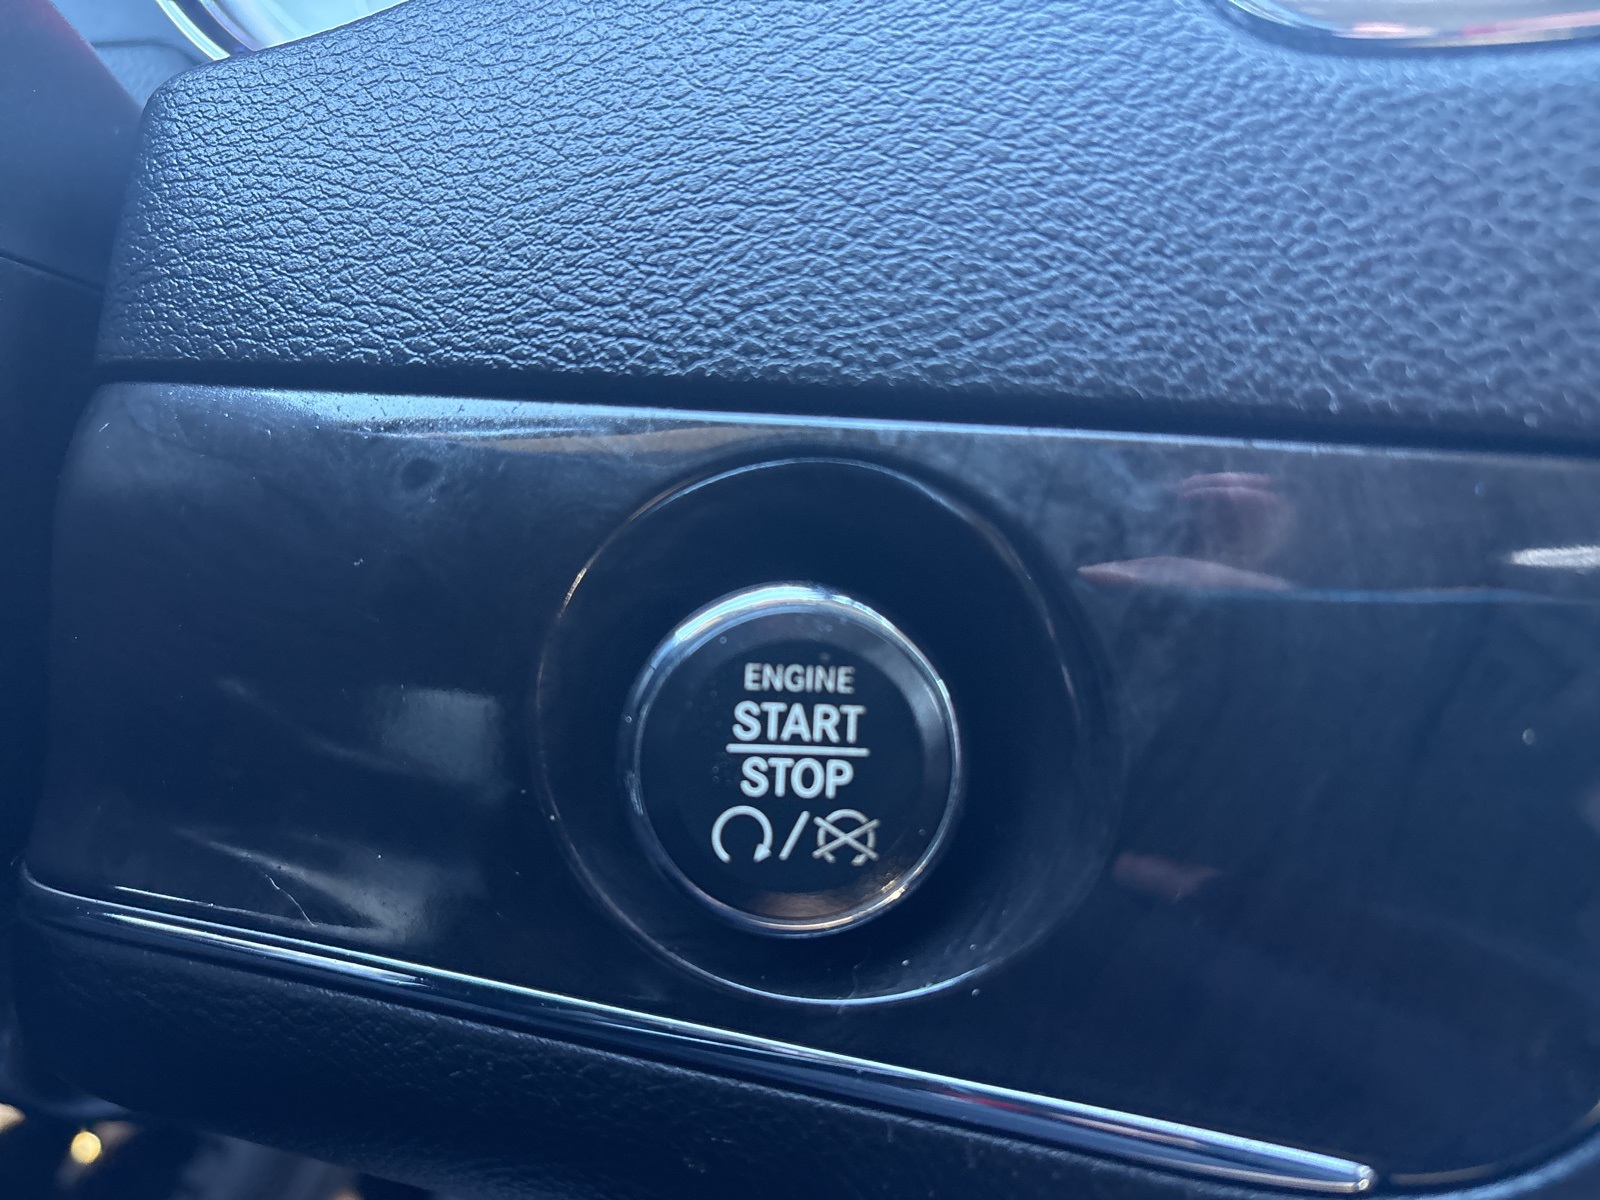 ENGINE
START
STOP
/